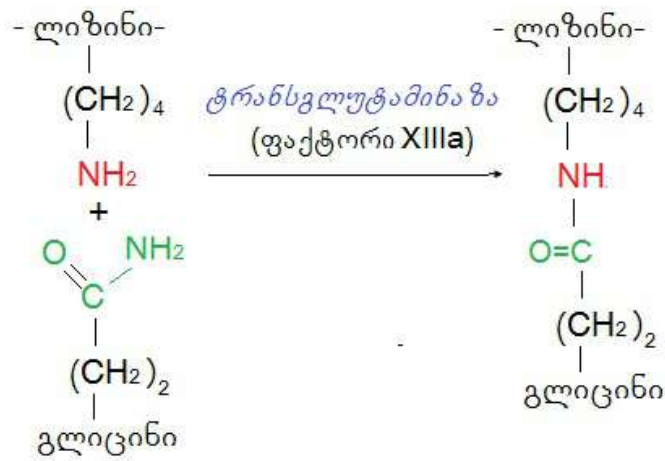 - ლიზინი-
(CH2)4
NH2
+
O
NH2
C
(CH2)2
გლიცინი
ტრანსგლუტამინაზა
(ფაქტორი XIIIa)
- ლიზინი-
(CH2)4
NH
O=C
(CH2)2
გლიცინი